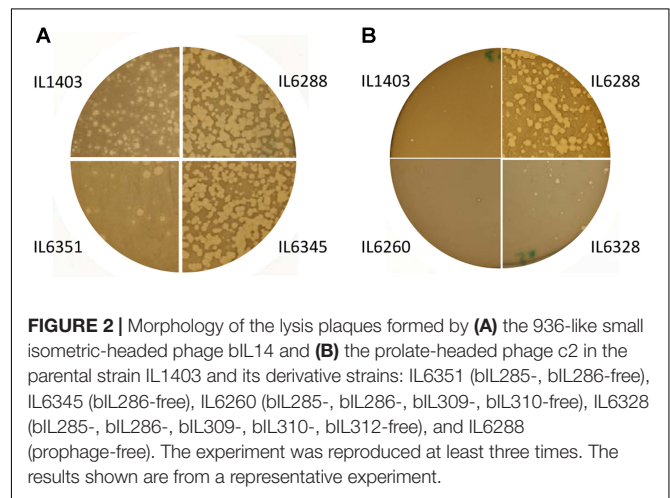 A
B
IL1403
IL6288
IL1403
IL6288
IL6351
IL6345
IL6260
IL6328
FIGURE 2 | Morphology of the lysis plaques formed by (A) the 936-like small
isometric-headed phage bIL14 and (B) the prolate-headed phage c2 in the
parental strain IL1403 and its derivative strains: IL6351 (bIL285-, bIL286-free),
IL6345 (bIL286-free), IL6260 (bIL285-, bIL286-, bIL309-, bIL310-free), IL6328
(bIL285-, bIL286-, bIL309-, bIL310-, bIL312-free), and IL6288
(prophage-free). The experiment was reproduced at least three times. The
results shown are from a representative experiment.